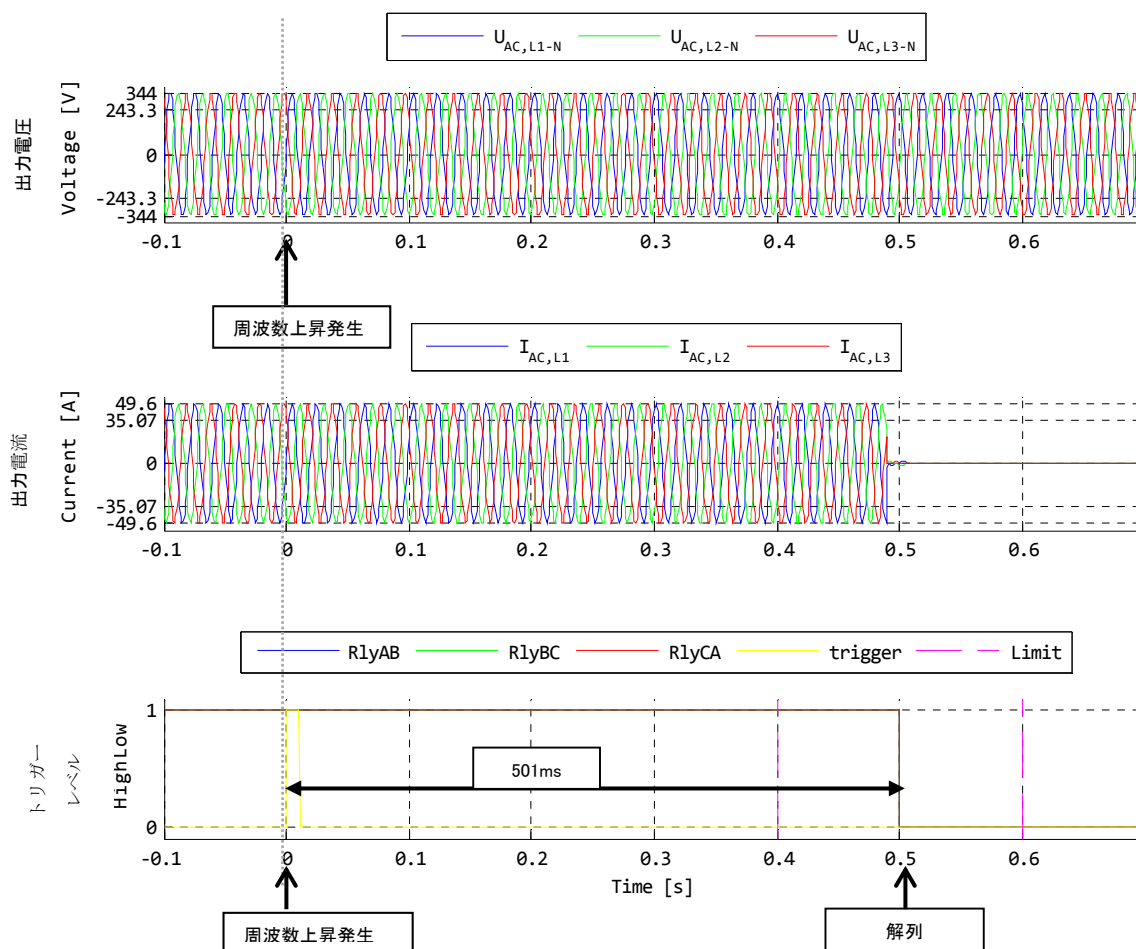 U_AC,L1-N U_AC,L2-N U_AC,L3-N
出力電圧
Voltage [V]
344
243.3
0
-243.3
-344
-0.1 0 0.1 0.2 0.3 0.4 0.5 0.6
周波数上昇発生
I_AC,L1 I_AC,L2 I_AC,L3
出力電流
Current [A]
49.6
35.07
0
-35.07
-49.6
-0.1 0 0.1 0.2 0.3 0.4 0.5 0.6
RlyAB RlyBC RlyCA trigger Limit
トリガー
レベル
HighLow
1
0
501ms
-0.1 0 0.1 0.2 0.3 0.4 0.5 0.6
Time [s]
周波数上昇発生
解列